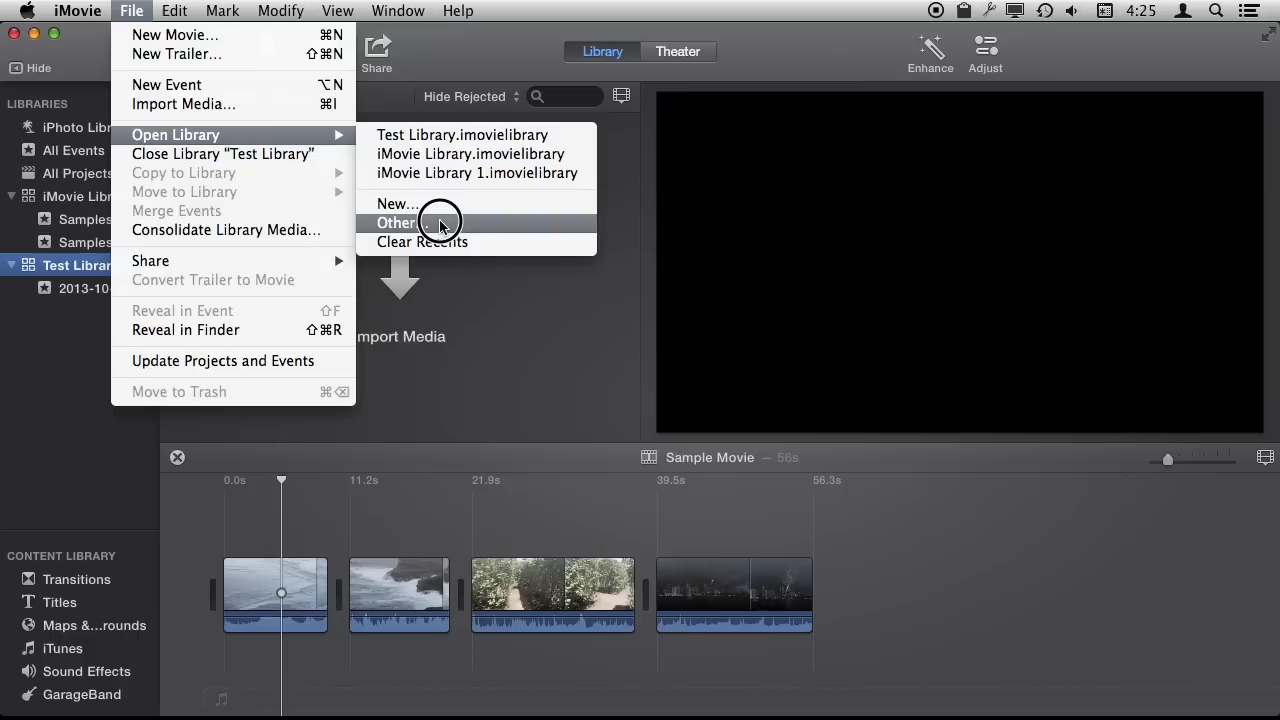 iMovie File Edit Mark Modify View Window Help 4:25
Hide
Share
Library Theater
Enhance Adjust
New Movie... ⌘N
New Trailer... ⇧⌘N
New Event ⌥N
Import Media... ⌘I
Open Library
Close Library “Test Library”
Copy to Library
Move to Library
Merge Events
Consolidate Library Media...
Share
Convert Trailer to Movie
Reveal in Event ⇧F
Reveal in Finder ⇧⌘R
Update Projects and Events
Move to Trash ⌘⌫
Test Library.imovielibrary
iMovie Library.imovielibrary
iMovie Library 1.imovielibrary
New...
Other...
Clear Recents
Hide Rejected
LIBRARIES
iPhoto Libr
All Events
All Projects
iMovie Libr
Samples
Samples
Test Librar
2013-10-
mport Media
Sample Movie — 56s
0.0s 11.2s 21.9s 39.5s 56.3s
CONTENT LIBRARY
Transitions
Titles
Maps &...rounds
iTunes
Sound Effects
GarageBand